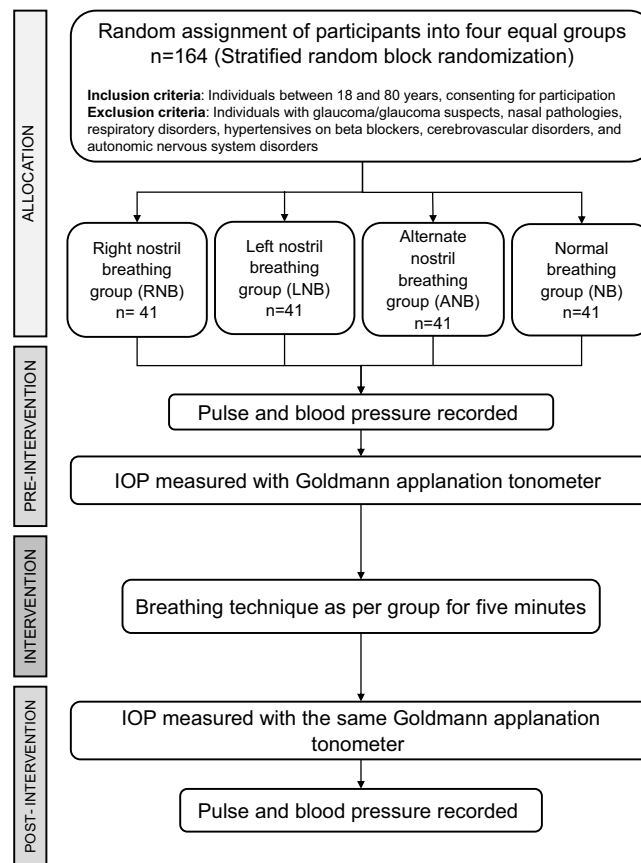 Random assignment of participants into four equal groups
n=164 (Stratified random block randomization)
Inclusion criteria: Individuals between 18 and 80 years, consenting for participation
Exclusion criteria: Individuals with glaucoma/glaucoma suspects, nasal pathologies,
respiratory disorders, hypertensives on beta blockers, cerebrovascular disorders, and
autonomic nervous system disorders
ALLOCATION
Right nostril
breathing
group (RNB)
n= 41
Left nostril
breathing
group (LNB)
n=41
Alternate
nostril
breathing
group (ANB)
n=41
Normal
breathing
group (NB)
n=41
PRE-INTERVENTION
Pulse and blood pressure recorded
IOP measured with Goldmann applanation tonometer
INTERVENTION
Breathing technique as per group for five minutes
POST- INTERVENTION
IOP measured with the same Goldmann applanation
tonometer
Pulse and blood pressure recorded